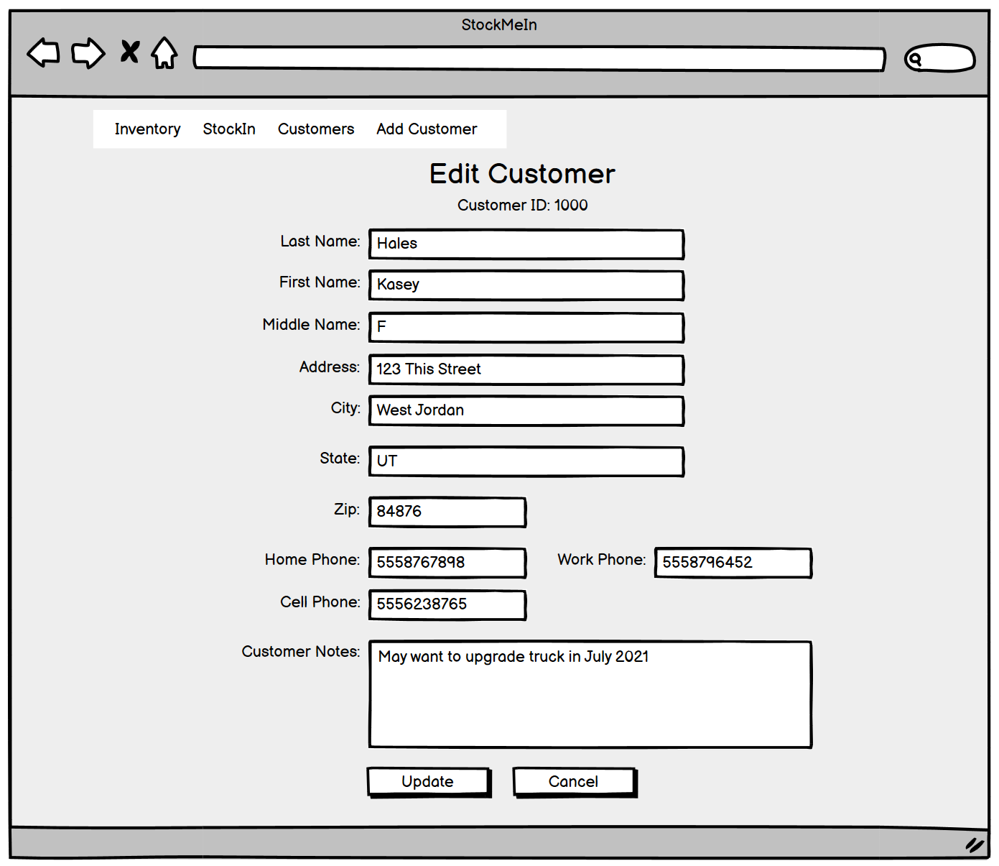 StockMeIn
Inventory StockIn Customers Add Customer
Edit Customer
Customer ID: 1000
Last Name: Hales
First Name: Kasey
Middle Name: F
Address: 123 This Street
City: West Jordan
State: UT
Zip: 84876
Home Phone: 5558767898 Work Phone: 5558796452
Cell Phone: 5556238765
Customer Notes: May want to upgrade truck in July 2021
Update Cancel